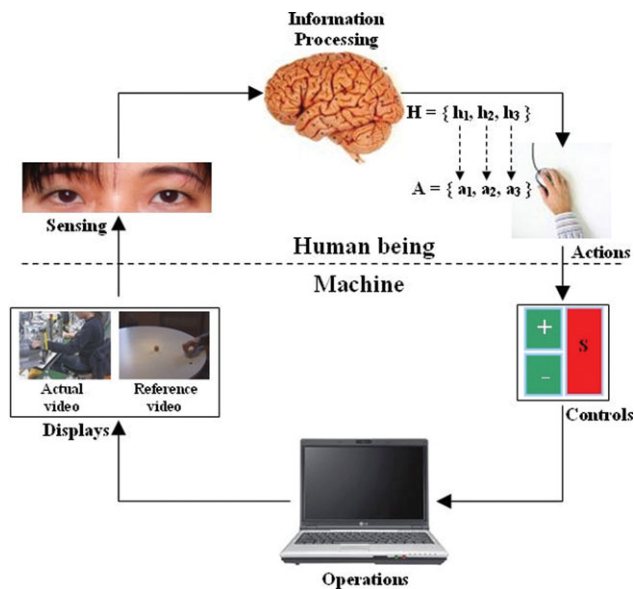 Information
Processing
H = { h₁, h₂, h₃ }
A = { a₁, a₂, a₃ }
Sensing
Actions
Human being
Machine
+
S
-
Actual
video
Reference
video
Displays
Controls
Operations